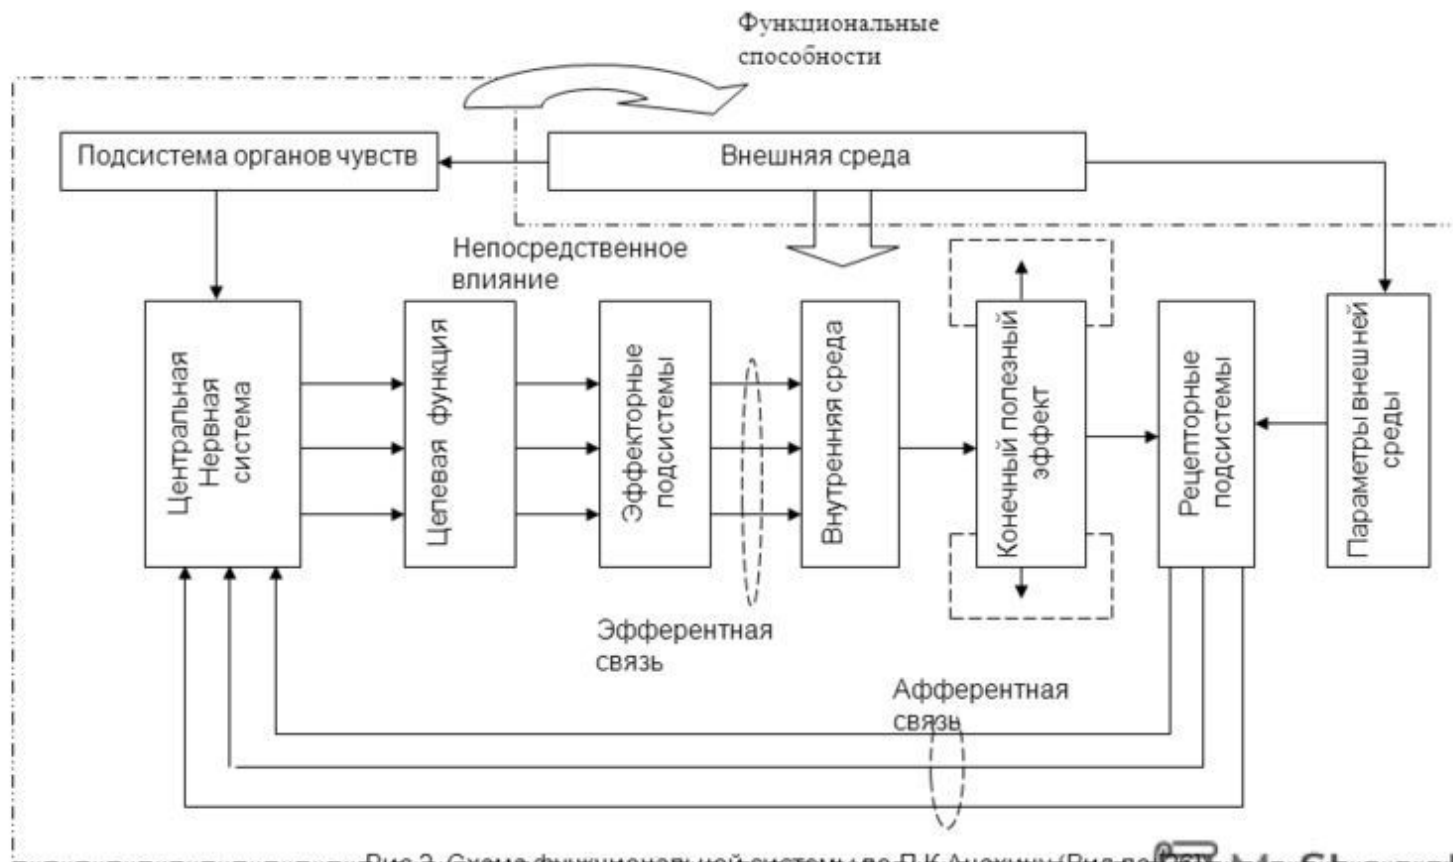 Функциональные
способности
Подсистема органов чувств
Внешняя среда
Непосредственное
влияние
Центральная
Нервная
система
Цепевая функция
Эффекторные
подсистемы
Внутренняя среда
Конечный полезный
эффект
Рецепторные
подсистемы
Параметры внешней
среды
Эфферентная
связь
Афферентная
связь
Рис 2. Схема функциональной системы по П.К.Анохину